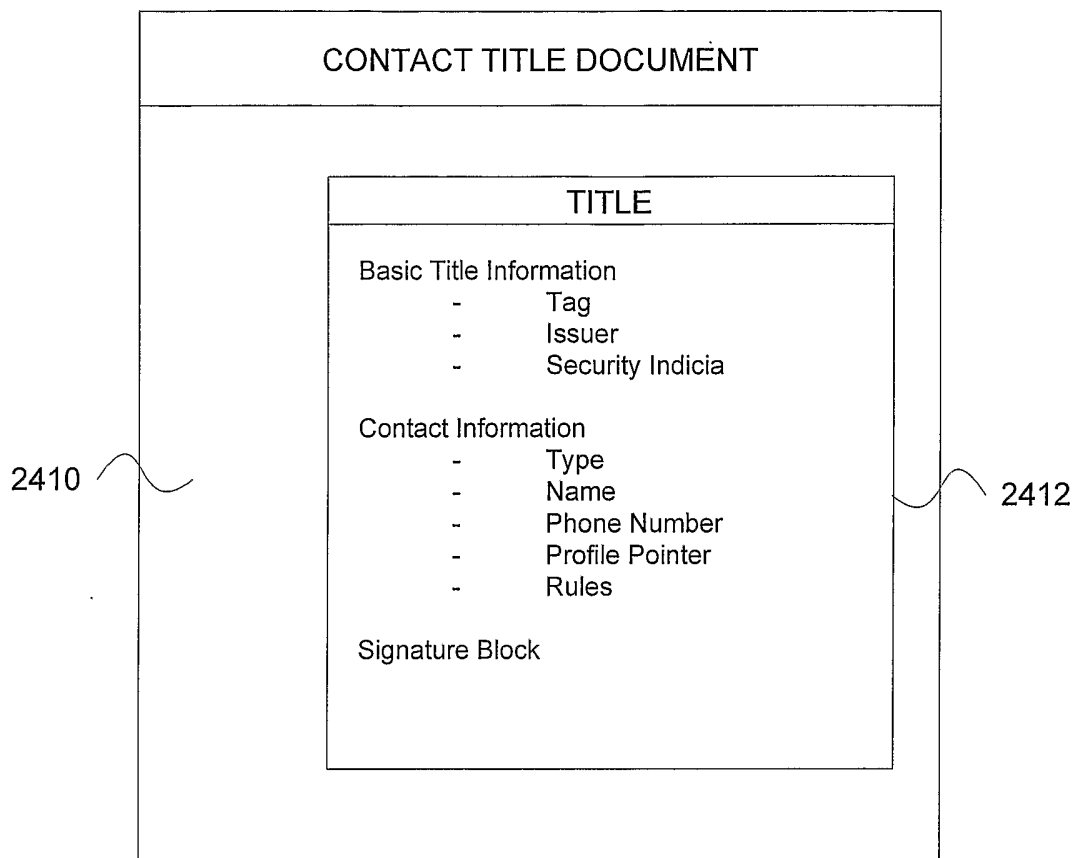 CONTACT TITLE DOCUMENT
TITLE
Basic Title Information
- Tag
- Issuer
- Security Indicia
Contact Information
- Type
- Name
- Phone Number
- Profile Pointer
- Rules
Signature Block
2410
2412